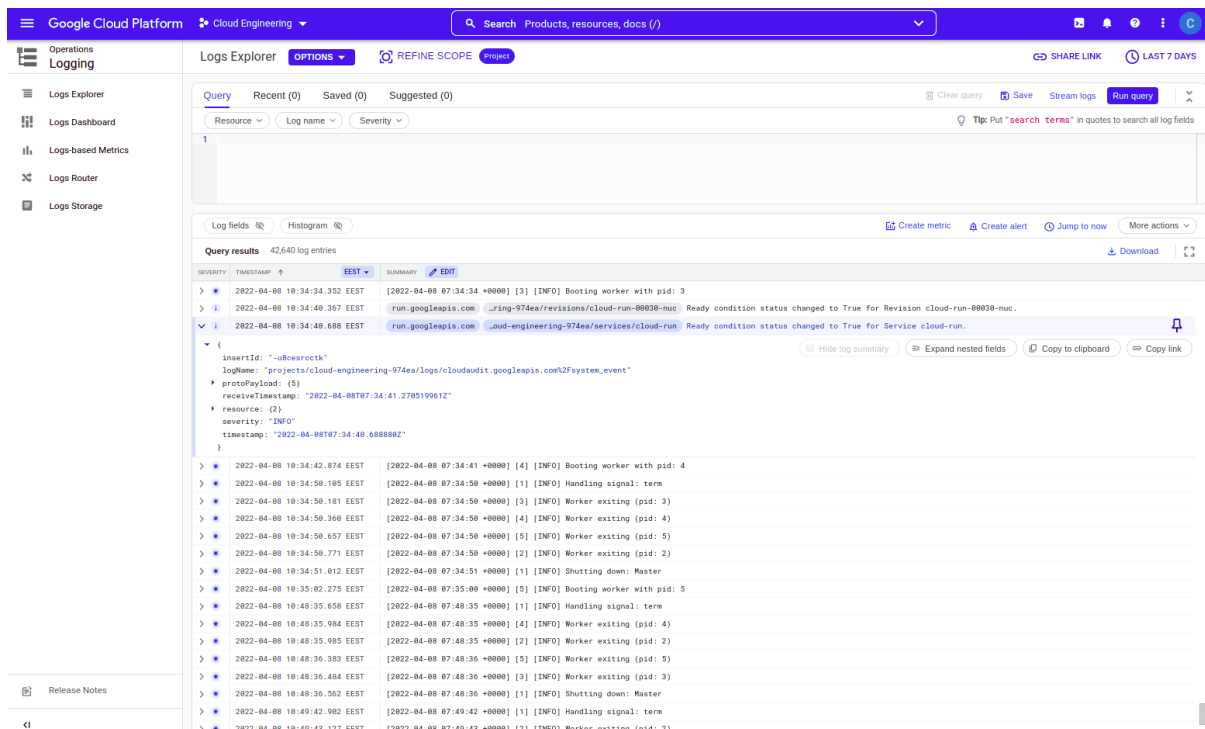 Google Cloud Platform Cloud Engineering Search Products, resources, docs (/) C
Operations
Logging
Logs Explorer OPTIONS REFINE SCOPE Project SHARE LINK LAST 7 DAYS
Logs Explorer
Logs Dashboard
Logs-based Metrics
Logs Router
Logs Storage
Release Notes
Query Recent (0) Saved (0) Suggested (0) Clear query Save Stream logs Run query
Resource Log name Severity Tip: Put "search terms" in quotes to search all log fields
1
Log fields Histogram Create metric Create alert Jump to now More actions
Query results 42,640 log entries Download
SEVERITY TIMESTAMP EEST SUMMARY EDIT
2022-04-08 10:34:34.352 EEST [2022-04-08 07:34:34 +0000] [3] [INFO] Booting worker with pid: 3
2022-04-08 10:34:40.367 EEST run.googleapis.com …ring-974ea/revisions/cloud-run-00030-nuc Ready condition status changed to True for Revision cloud-run-00030-nuc.
2022-04-08 10:34:40.688 EEST run.googleapis.com …oud-engineering-974ea/services/cloud-run Ready condition status changed to True for Service cloud-run.
{ Hide log summary Expand nested fields Copy to clipboard Copy link
insertId: "-u8cesrcctk"
logName: "projects/cloud-engineering-974ea/logs/cloudaudit.googleapis.com%2Fsystem_event"
protoPayload: {5}
receiveTimestamp: "2022-04-08T07:34:41.270519961Z"
resource: {2}
severity: "INFO"
timestamp: "2022-04-08T07:34:40.688880Z"
}
2022-04-08 10:34:42.874 EEST [2022-04-08 07:34:41 +0000] [4] [INFO] Booting worker with pid: 4
2022-04-08 10:34:50.105 EEST [2022-04-08 07:34:50 +0000] [1] [INFO] Handling signal: term
2022-04-08 10:34:50.181 EEST [2022-04-08 07:34:50 +0000] [3] [INFO] Worker exiting (pid: 3)
2022-04-08 10:34:50.360 EEST [2022-04-08 07:34:50 +0000] [4] [INFO] Worker exiting (pid: 4)
2022-04-08 10:34:50.657 EEST [2022-04-08 07:34:50 +0000] [5] [INFO] Worker exiting (pid: 5)
2022-04-08 10:34:50.771 EEST [2022-04-08 07:34:50 +0000] [2] [INFO] Worker exiting (pid: 2)
2022-04-08 10:34:51.012 EEST [2022-04-08 07:34:51 +0000] [1] [INFO] Shutting down: Master
2022-04-08 10:35:02.275 EEST [2022-04-08 07:35:00 +0000] [5] [INFO] Booting worker with pid: 5
2022-04-08 10:48:35.658 EEST [2022-04-08 07:48:35 +0000] [1] [INFO] Handling signal: term
2022-04-08 10:48:35.984 EEST [2022-04-08 07:48:35 +0000] [4] [INFO] Worker exiting (pid: 4)
2022-04-08 10:48:35.985 EEST [2022-04-08 07:48:35 +0000] [2] [INFO] Worker exiting (pid: 2)
2022-04-08 10:48:36.383 EEST [2022-04-08 07:48:36 +0000] [5] [INFO] Worker exiting (pid: 5)
2022-04-08 10:48:36.484 EEST [2022-04-08 07:48:36 +0000] [3] [INFO] Worker exiting (pid: 3)
2022-04-08 10:48:36.562 EEST [2022-04-08 07:48:36 +0000] [1] [INFO] Shutting down: Master
2022-04-08 10:49:42.902 EEST [2022-04-08 07:49:42 +0000] [1] [INFO] Handling signal: term
2022-04-08 10:49:43.127 EEST [2022-04-08 07:49:43 +0000] [2] [INFO] Worker exiting (pid: 2)